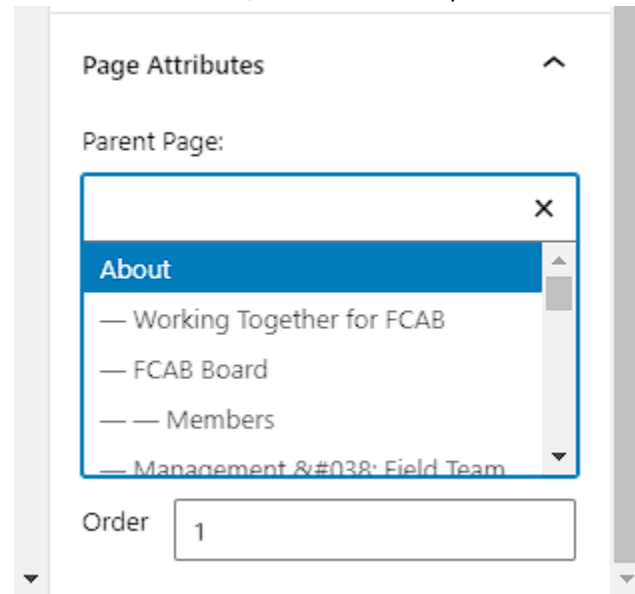 Page Attributes
Parent Page:
About
— Working Together for FCAB
— FCAB Board
— — Members
— Management &#038; Field Team
Order
1